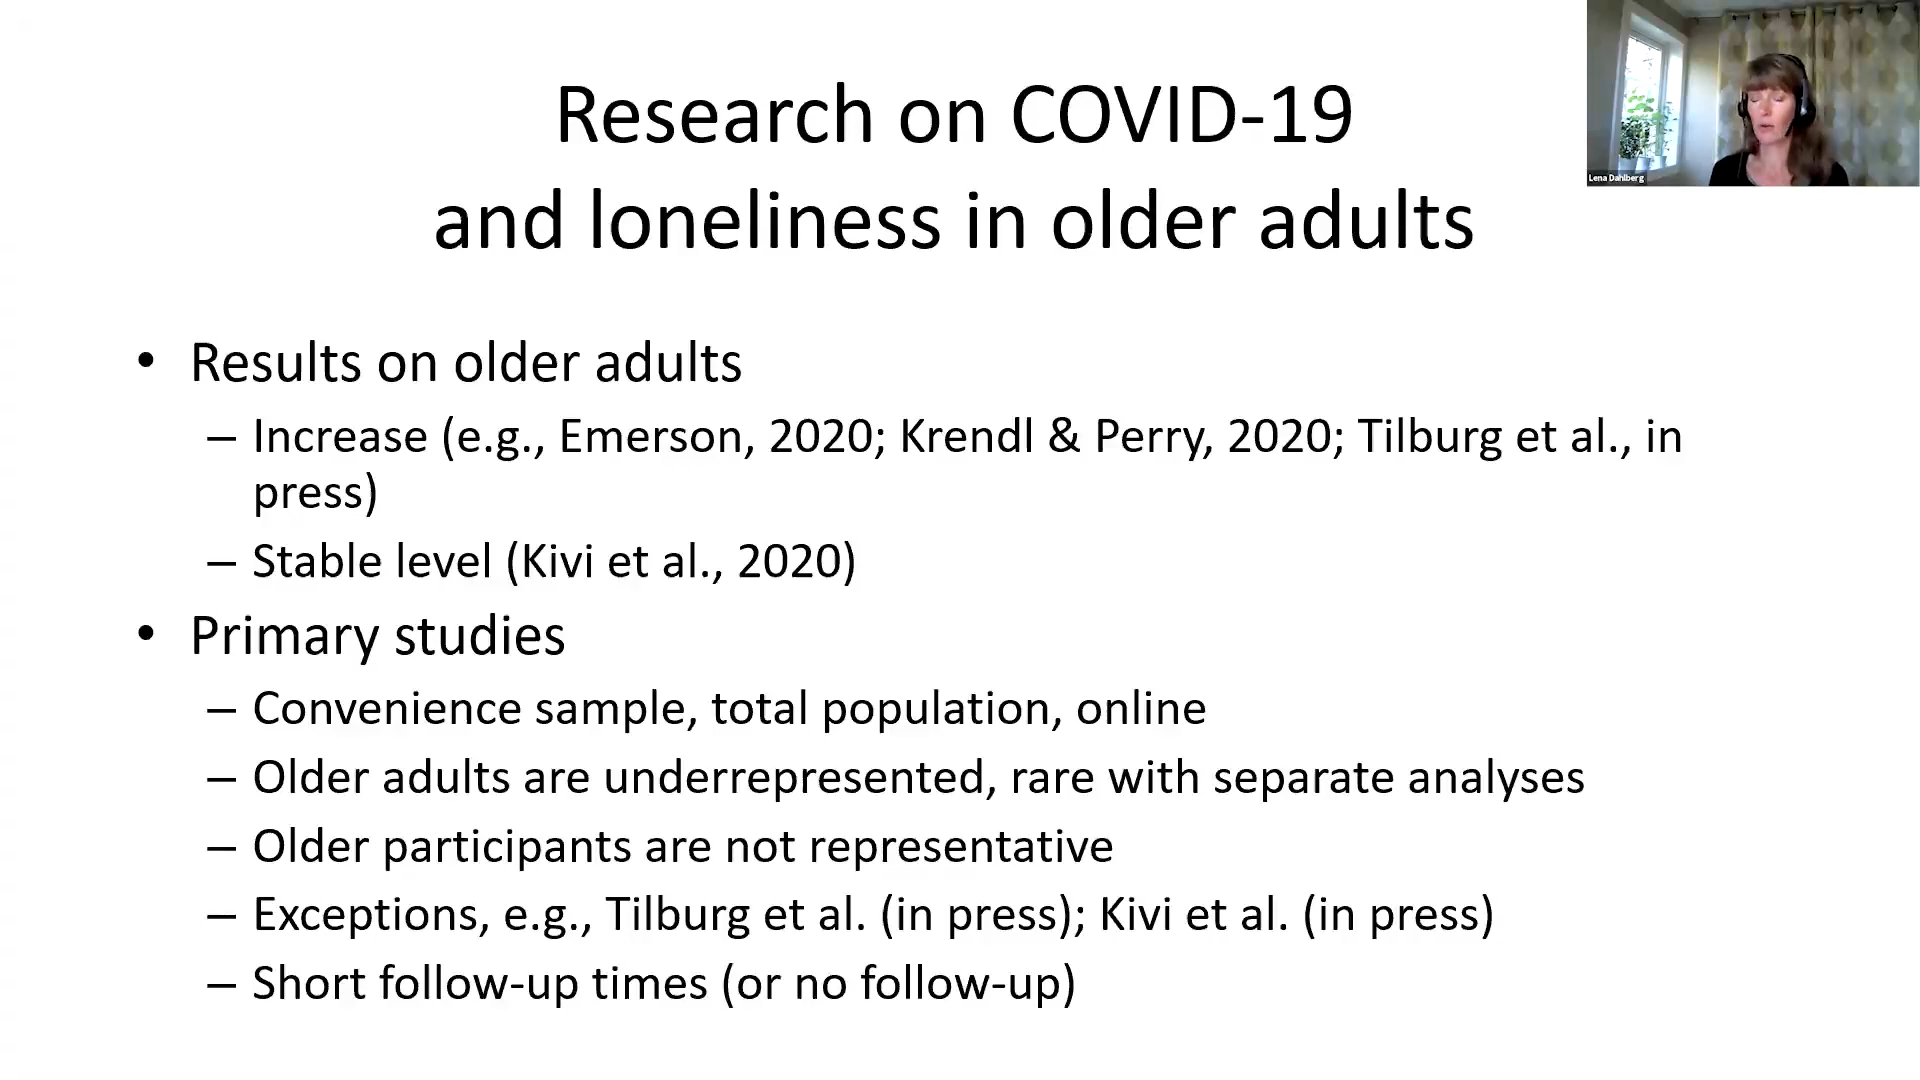 Research on COVID-19
and loneliness in older adults
Lena Dahlberg
• Results on older adults
– Increase (e.g., Emerson, 2020; Krendl & Perry, 2020; Tilburg et al., in
press)
– Stable level (Kivi et al., 2020)
• Primary studies
– Convenience sample, total population, online
– Older adults are underrepresented, rare with separate analyses
– Older participants are not representative
– Exceptions, e.g., Tilburg et al. (in press); Kivi et al. (in press)
– Short follow-up times (or no follow-up)